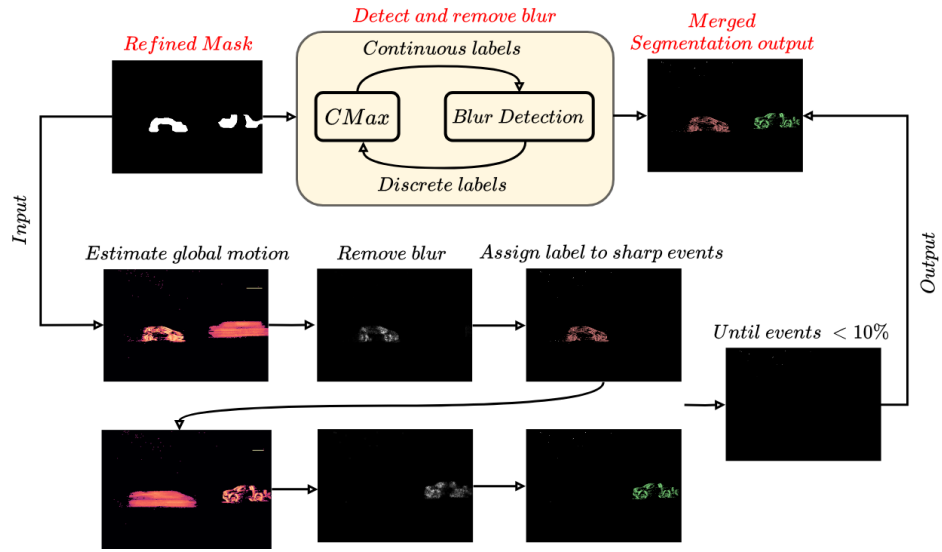 Detect and remove blur
Refined Mask
Merged
Segmentation output
Continuous labels
CMax
Blur Detection
Discrete labels
Input
Output
Estimate global motion
Remove blur
Assign label to sharp events
Until events < 10%